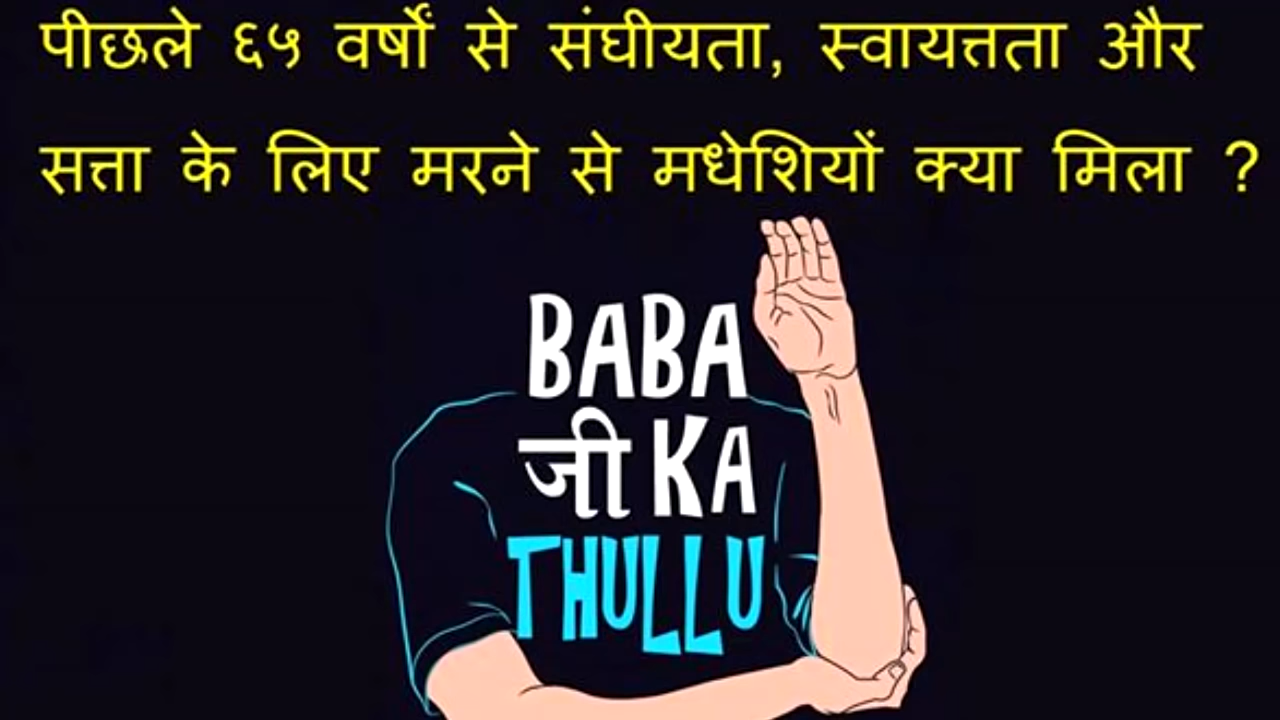 पीछले ६५ वर्षों से संघीयता, स्वायत्तता और
सत्ता के लिए मरने से मधेशियों क्या मिला ?
BABA
जी KA
THULLU